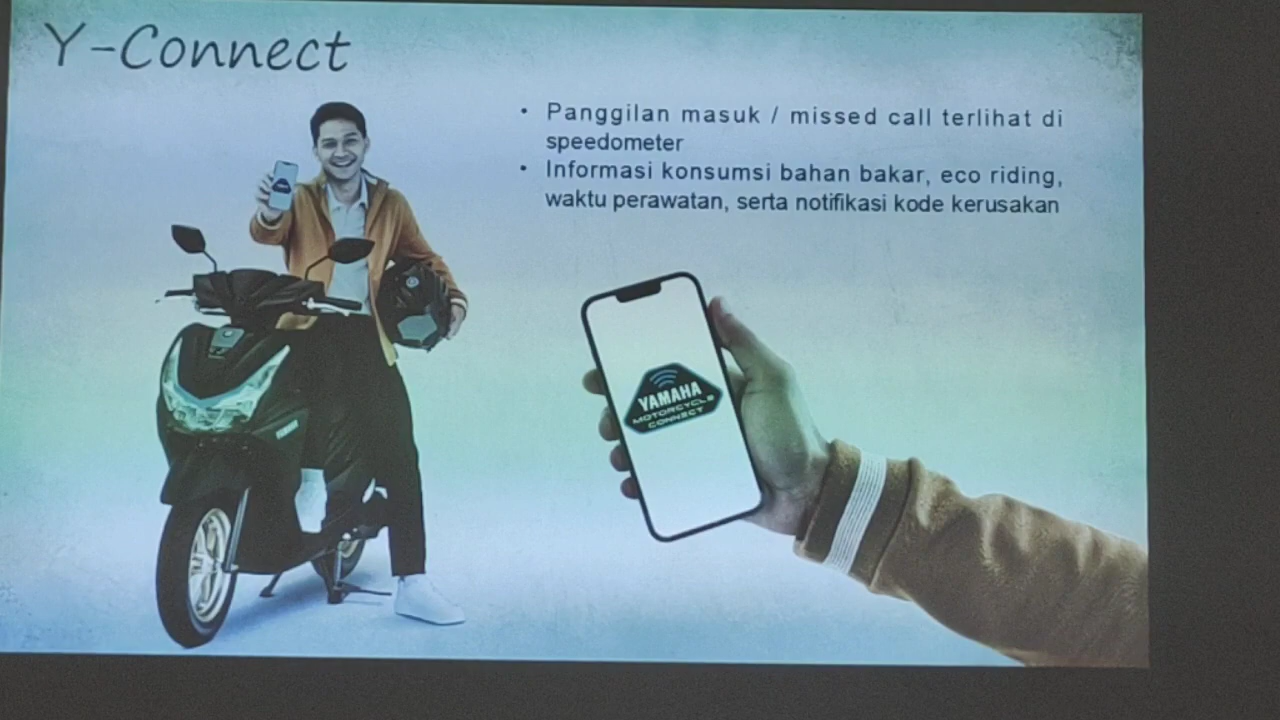 Y-Connect
• Panggilan masuk / missed call terlihat di
speedometer
• Informasi konsumsi bahan bakar, eco riding,
waktu perawatan, serta notifikasi kode kerusakan
YAMAHA
MOTORCYCLE
CONNECT